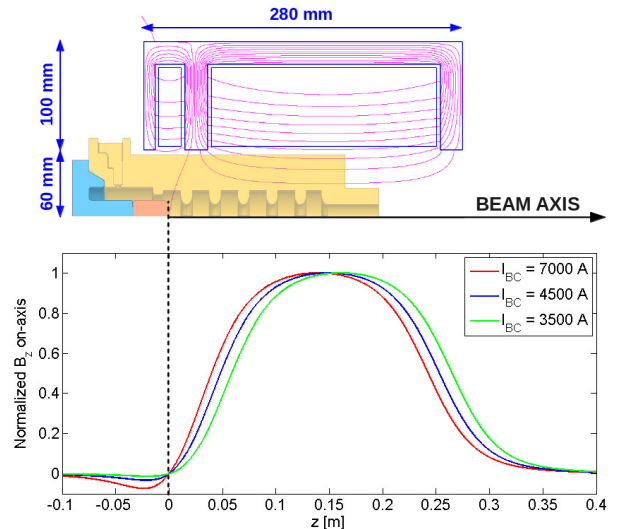 280 mm
100 mm
60 mm
BEAM AXIS
Normalized B_z on-axis
1
0.8
0.6
0.4
0.2
0
I_BC = 7000 A
I_BC = 4500 A
I_BC = 3500 A
-0.1
-0.05
0
0.05
0.1
0.15
0.2
0.25
0.3
0.35
0.4
z [m]